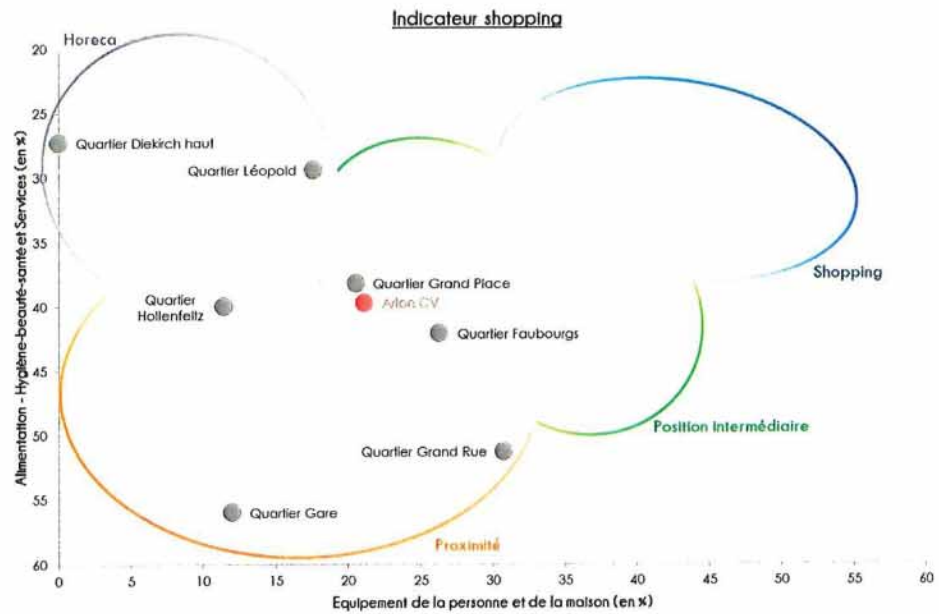 Indicateur shopping
Horeca
20
25
30
35
40
45
50
55
60
Alimentation - Hygiène-beauté-santé et Services (en %)
Quartier Diekirch haut
Quartier Léopold
Shopping
Quartier Grand Place
Quartier
Hollenfeltz
Arlon CV
Quartier Faubourgs
Position intermédiaire
Quartier Grand Rue
Quartier Gare
Proximité
0 5 10 15 20 25 30 35 40 45 50 55 60
Equipement de la personne et de la maison (en %)